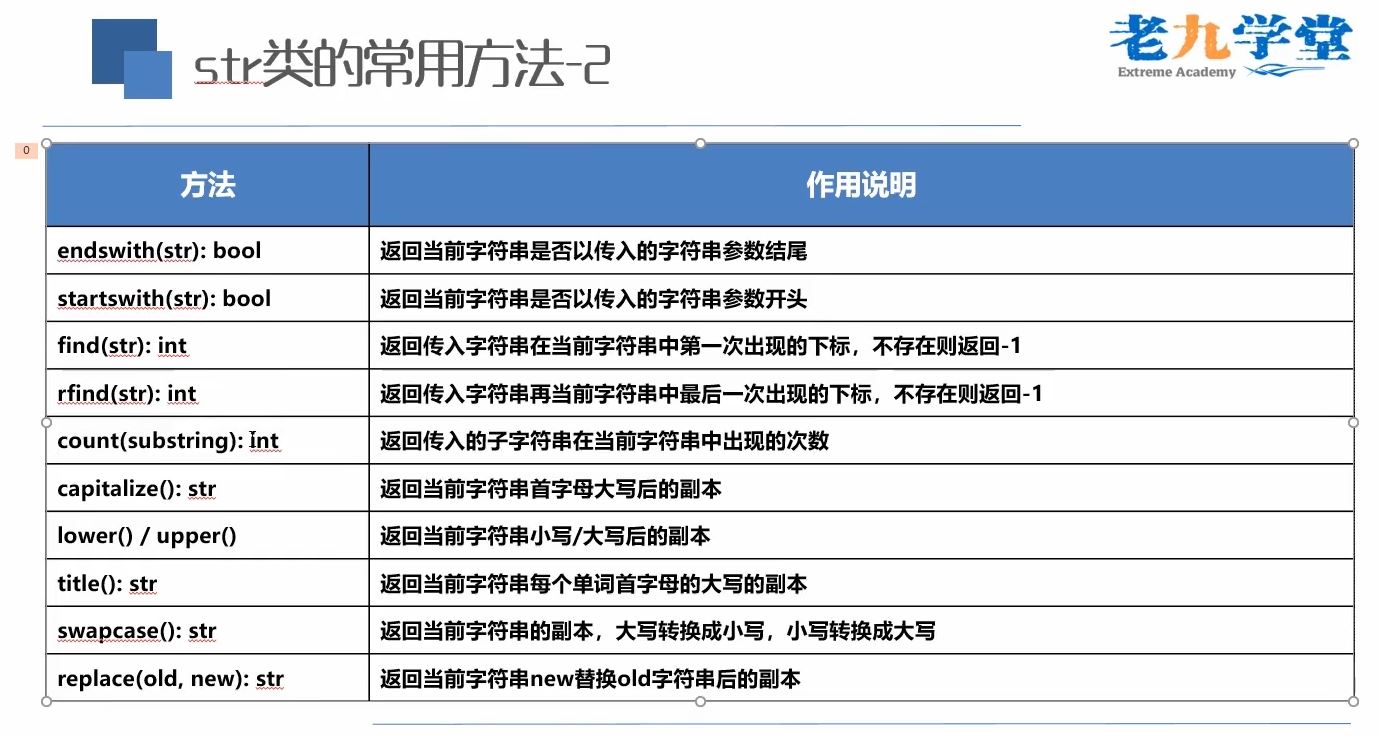 str类的常用方法-2
老九学堂
Extreme Academy
0
方法 作用说明
endswith(str): bool 返回当前字符串是否以传入的字符串参数结尾
startswith(str): bool 返回当前字符串是否以传入的字符串参数开头
find(str): int 返回传入字符串在当前字符串中第一次出现的下标，不存在则返回-1
rfind(str): int 返回传入字符串再当前字符串中最后一次出现的下标，不存在则返回-1
count(substring): int 返回传入的子字符串在当前字符串中出现的次数
capitalize(): str 返回当前字符串首字母大写后的副本
lower() / upper() 返回当前字符串小写/大写后的副本
title(): str 返回当前字符串每个单词首字母的大写的副本
swapcase(): str 返回当前字符串的副本，大写转换成小写，小写转换成大写
replace(old, new): str 返回当前字符串new替换old字符串后的副本